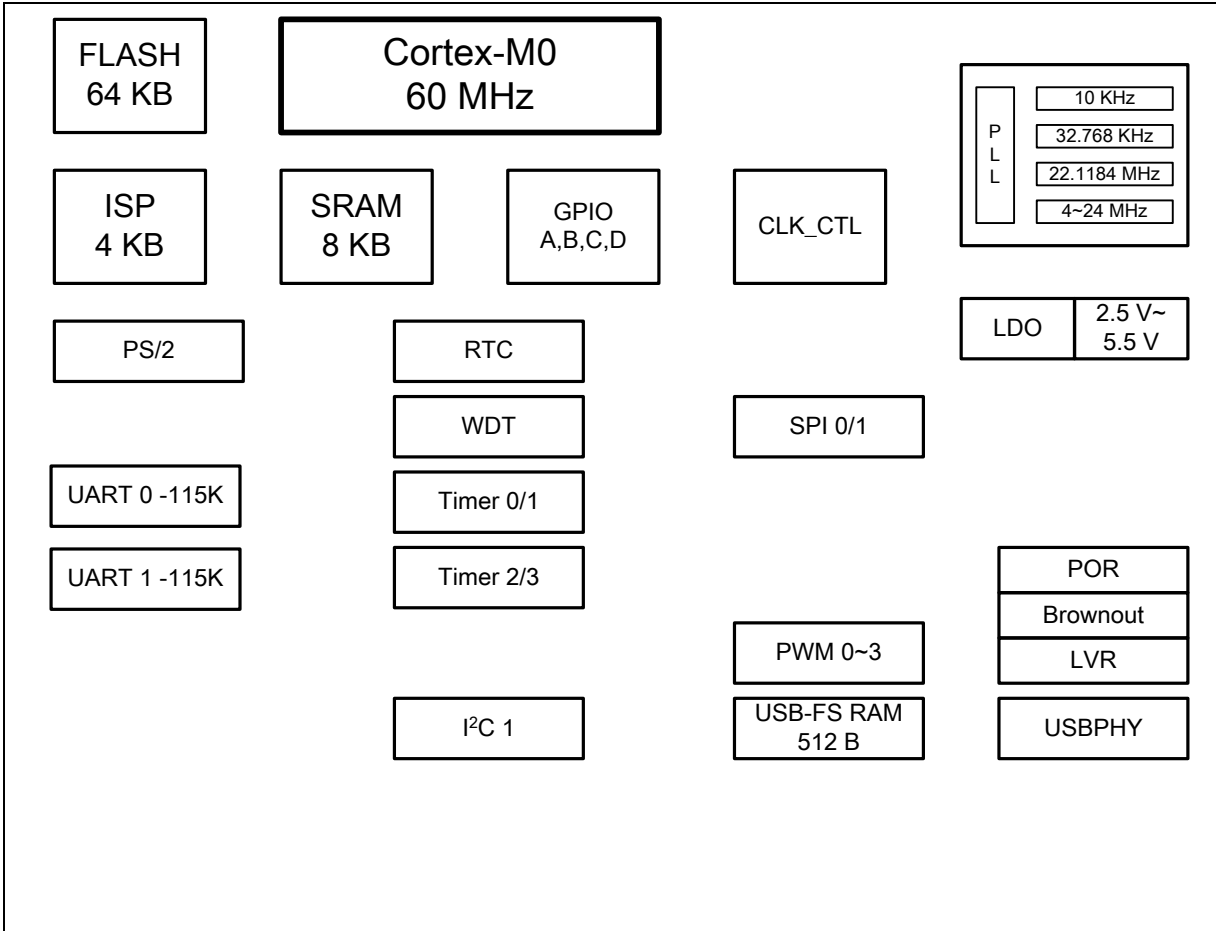 FLASH
64 KB
Cortex-M0
60 MHz
P
L
L
10 KHz
32.768 KHz
22.1184 MHz
4~24 MHz
ISP
4 KB
SRAM
8 KB
GPIO
A,B,C,D
CLK_CTL
LDO
2.5 V~
5.5 V
PS/2
RTC
WDT
SPI 0/1
UART 0 -115K
Timer 0/1
UART 1 -115K
Timer 2/3
POR
Brownout
PWM 0~3
LVR
I²C 1
USB-FS RAM
512 B
USBPHY